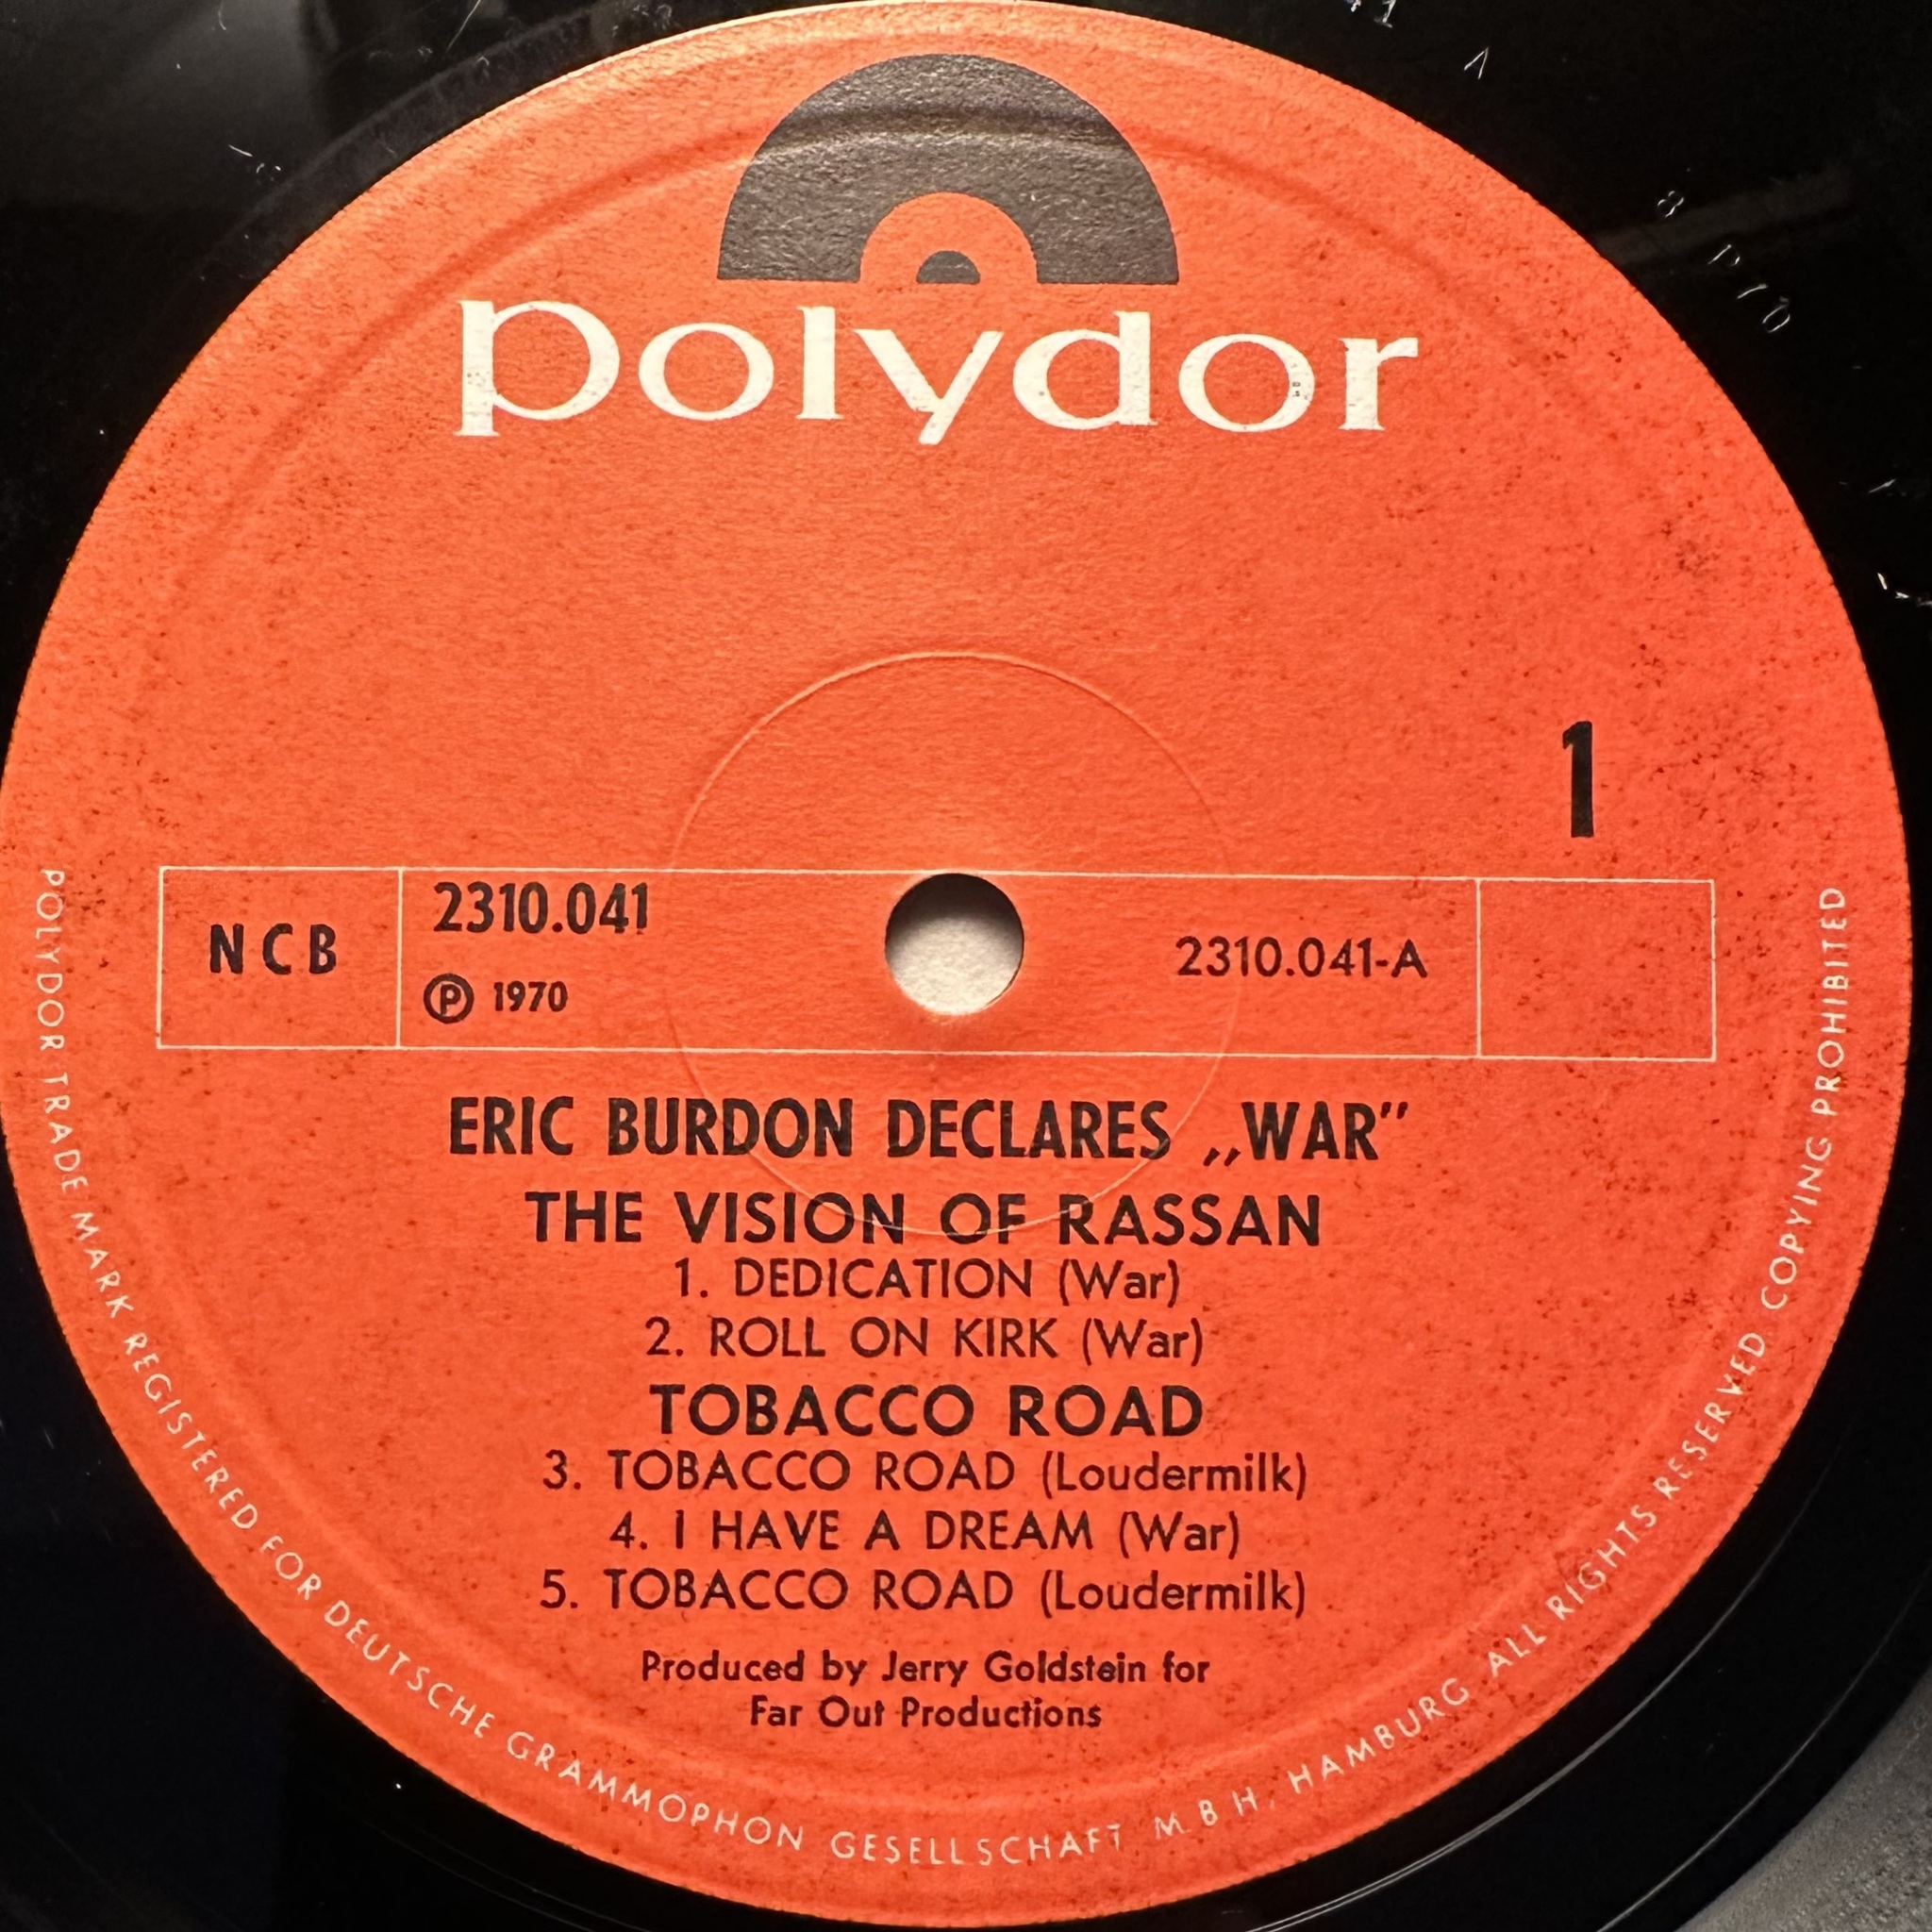 polydor
1
NCB
2310.041
Ⓟ 1970
2310.041-A
ERIC BURDON DECLARES „WAR”
THE VISION OF RASSAN
1. DEDICATION (War)
2. ROLL ON KIRK (War)
TOBACCO ROAD
3. TOBACCO ROAD (Loudermilk)
4. I HAVE A DREAM (War)
5. TOBACCO ROAD (Loudermilk)
Produced by Jerry Goldstein for
Far Out Productions
POLYDOR TRADE MARK REGISTERED FOR DEUTSCHE GRAMMOPHON GESELLSCHAFT M.B.H. HAMBURG ALL RIGHTS RESERVED COPYING PROHIBITED